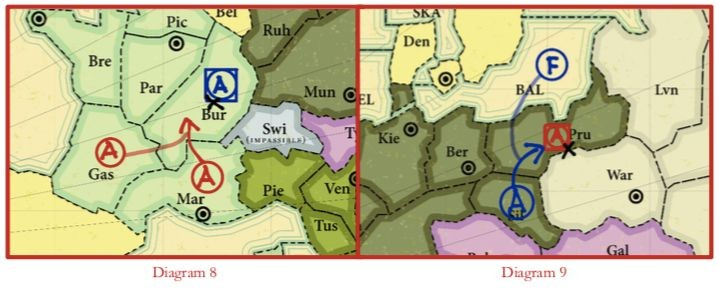 Pic
Bel
Ruh
Bre
Par
A
Bur
Mun
Swi
(IMPASSIBLE)
A
Gas
A
Mar
Pie
Ven
Tus
SKA
Den
F
BAL
Lvn
Kie
Ber
A
Pru
War
A
Gal
Diagram 8
Diagram 9